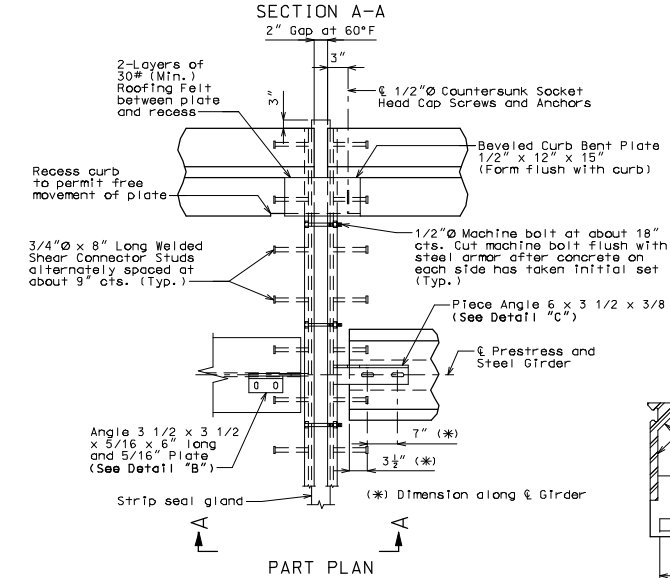 SECTION A-A
2" Gap at 60°F
3"
2-Layers of
30# (Min.)
Roofing Felt
between plate
and recess
3"
℄ 1/2"Ø Countersunk Socket
Head Cap Screws and Anchors
Beveled Curb Bent Plate
1/2" x 12" x 15"
(Form flush with curb)
Recess curb
to permit free
movement of plate
1/2"Ø Machine bolt at about 18"
cts. Cut machine bolt flush with
steel armor after concrete on
each side has taken initial set
(Typ.)
3/4"Ø x 8" Long Welded
Shear Connector Studs
alternately spaced at
about 9" cts. (Typ.)
Piece Angle 6 x 3 1/2 x 3/8
(See Detail "C")
℄ Prestress and
Steel Girder
Angle 3 1/2 x 3 1/2
x 5/16 x 6" long
and 5/16" Plate
(See Detail "B")
7" (*)
3½" (*)
Strip seal gland
(*) Dimension along ℄ Girder
A
A
PART PLAN